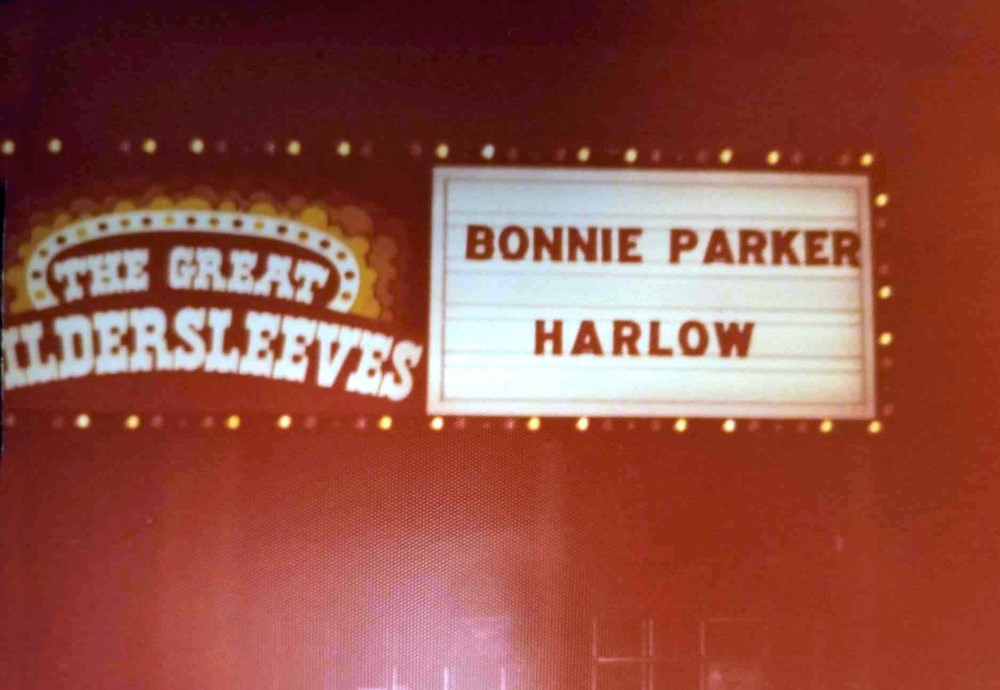 THE GREAT
ILDERSLEEVES
BONNIE PARKER
HARLOW